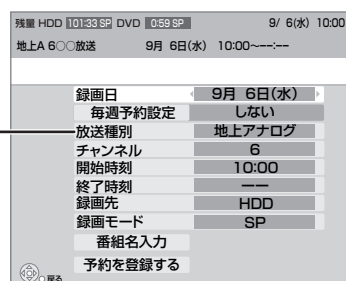 残量 HDD 101:33 SP DVD 0:59 SP 9/ 6(水) 10:00
地上A 6○○放送 9月 6日(水) 10:00~--:--
録画日 9月 6日(水)
毎週予約設定 しない
放送種別 地上アナログ
チャンネル 6
開始時刻 10:00
終了時刻 ーー
録画先 HDD
録画モード SP
番組名入力
予約を登録する
戻る